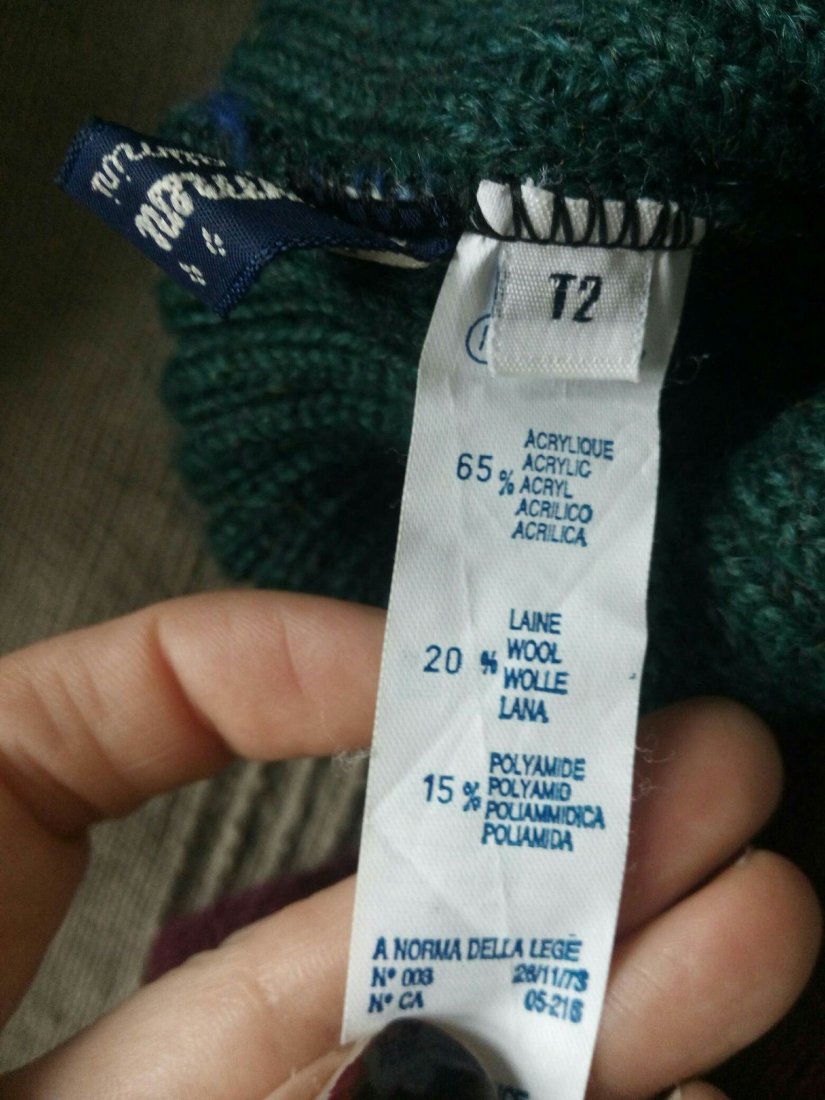 T2
65 %
ACRYLIQUE
ACRYLIC
ACRYL
ACRILICO
ACRILICA
20 %
LAINE
WOOL
WOLLE
LANA
15 %
POLYAMIDE
POLYAMID
POLIAMMIDICA
POLIAMIDA
A NORMA DELLA LEGE
N° 003 26/11/73
N° CA 05-216